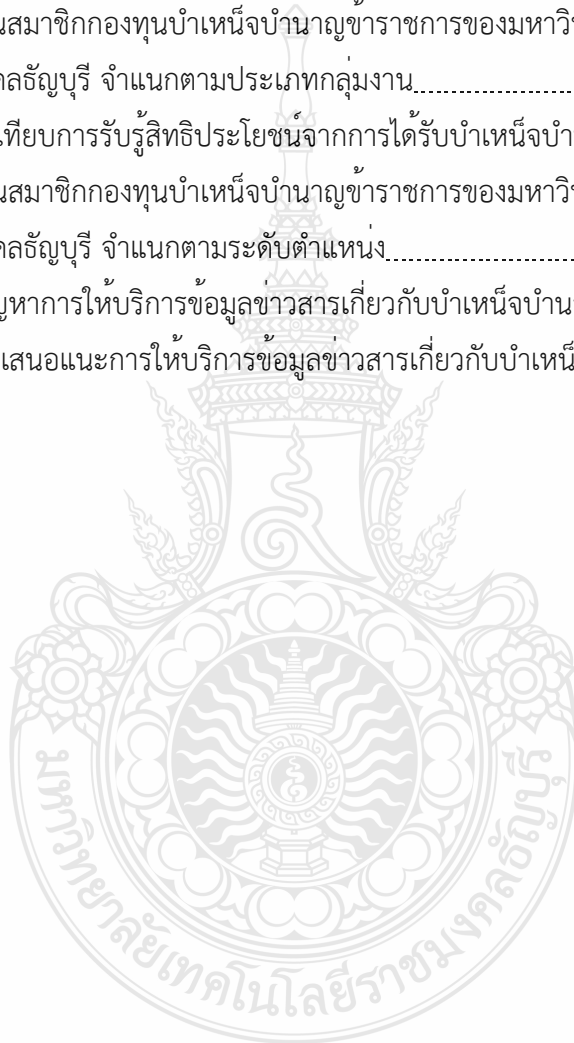 นสมาชิกกองทุนบำเหน็จบำนาญข้าราชการของมหาวิท
คลธัญบุรี จำแนกตามประเภทกลุ่มงาน
เทียบการรับรู้สิทธิประโยชน์จากการได้รับบำเหน็จบำ
นสมาชิกกองทุนบำเหน็จบำนาญข้าราชการของมหาวิท
คลธัญบุรี จำแนกตามระดับตำแหน่ง
ญหาการให้บริการข้อมูลข่าวสารเกี่ยวกับบำเหน็จบำน
เสนอแนะการให้บริการข้อมูลข่าวสารเกี่ยวกับบำเหน็
มหาวิทยาลัยเทคโนโลยีราชมงคลธัญบุรี